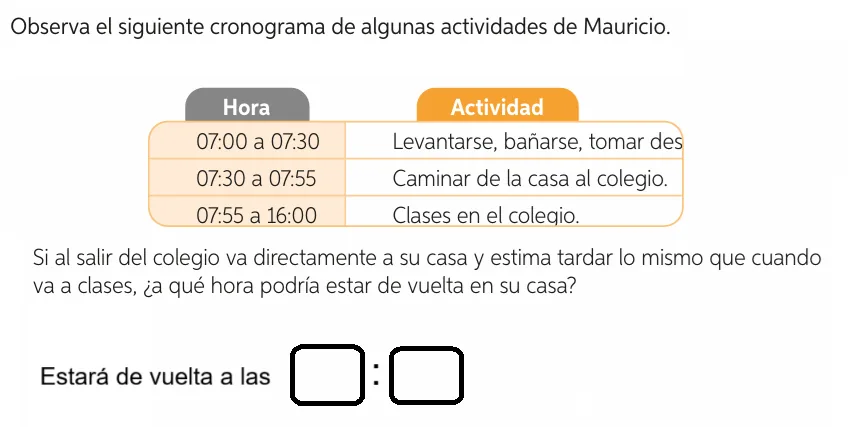 Observa el siguiente cronograma de algunas actividades de Mauricio.
Hora Actividad
07:00 a 07:30 Levantarse, bañarse, tomar des
07:30 a 07:55 Caminar de la casa al colegio.
07:55 a 16:00 Clases en el colegio.
Si al salir del colegio va directamente a su casa y estima tardar lo mismo que cuando
va a clases, ¿a qué hora podría estar de vuelta en su casa?
Estará de vuelta a las :